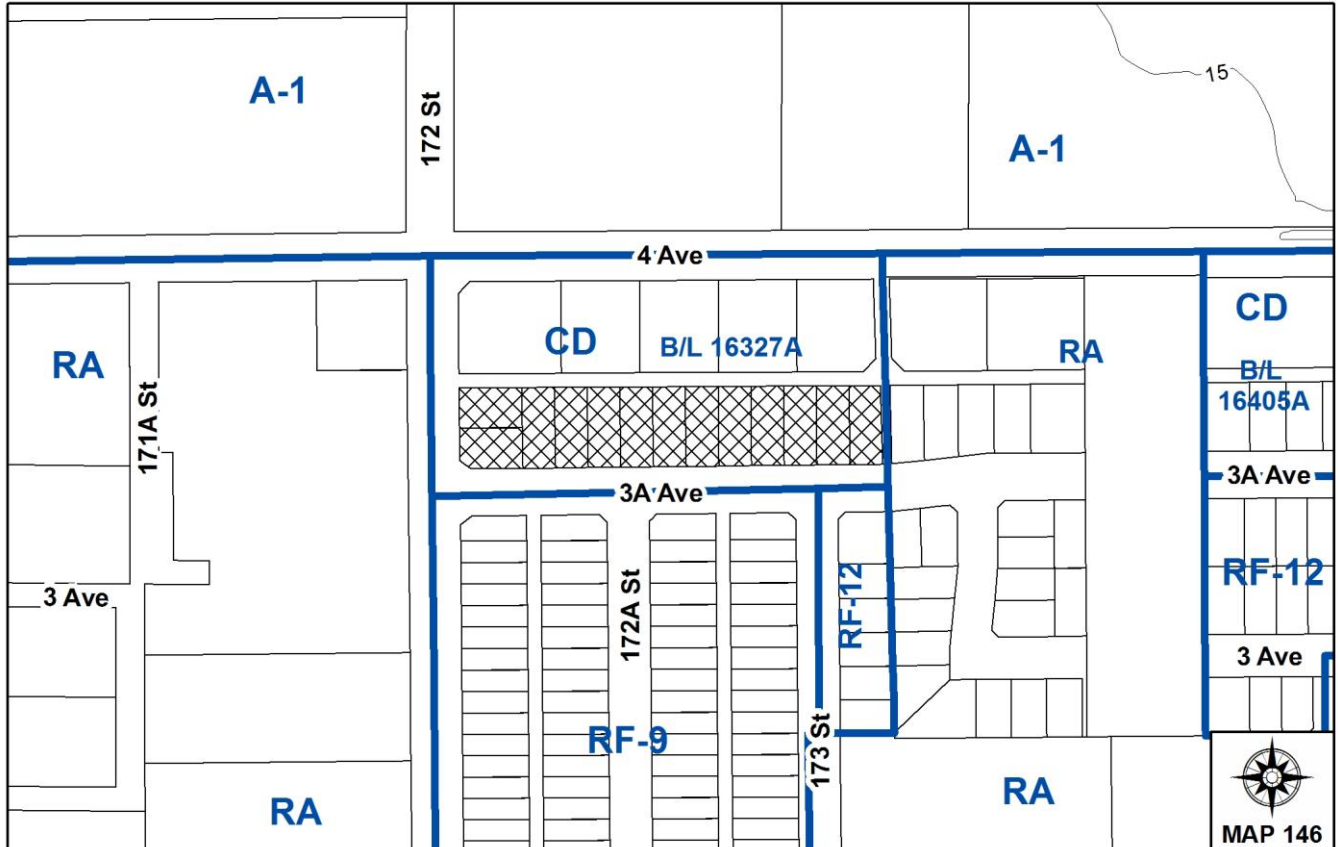 A-1
172 St
15
A-1
4 Ave
CD
B/L 16327A
RA
CD
B/L
16405A
RA
171A St
3A Ave
3A Ave
3 Ave
172A St
RF-12
RF-12
3 Ave
RF-9
173 St
RA
RA
MAP 146